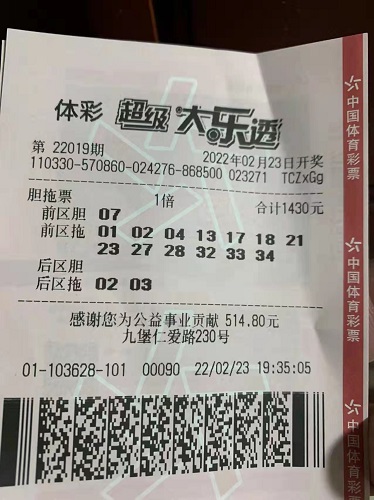 体彩 超级大乐透
第 22019期 2022年02月23日开奖
110330-570860-024276-868500 023271 TCZxGg
胆拖票 1倍 合计1430元
前区胆 07
前区拖 01 02 04 13 17 18 21
23 27 28 32 33 34
后区胆
后区拖 02 03
感谢您为公益事业贡献 514.80元
九堡仁爱路230号
01-103628-101 00090 22/02/23 19:35:05
中国体育彩票
中国体育彩票
中国体育彩票